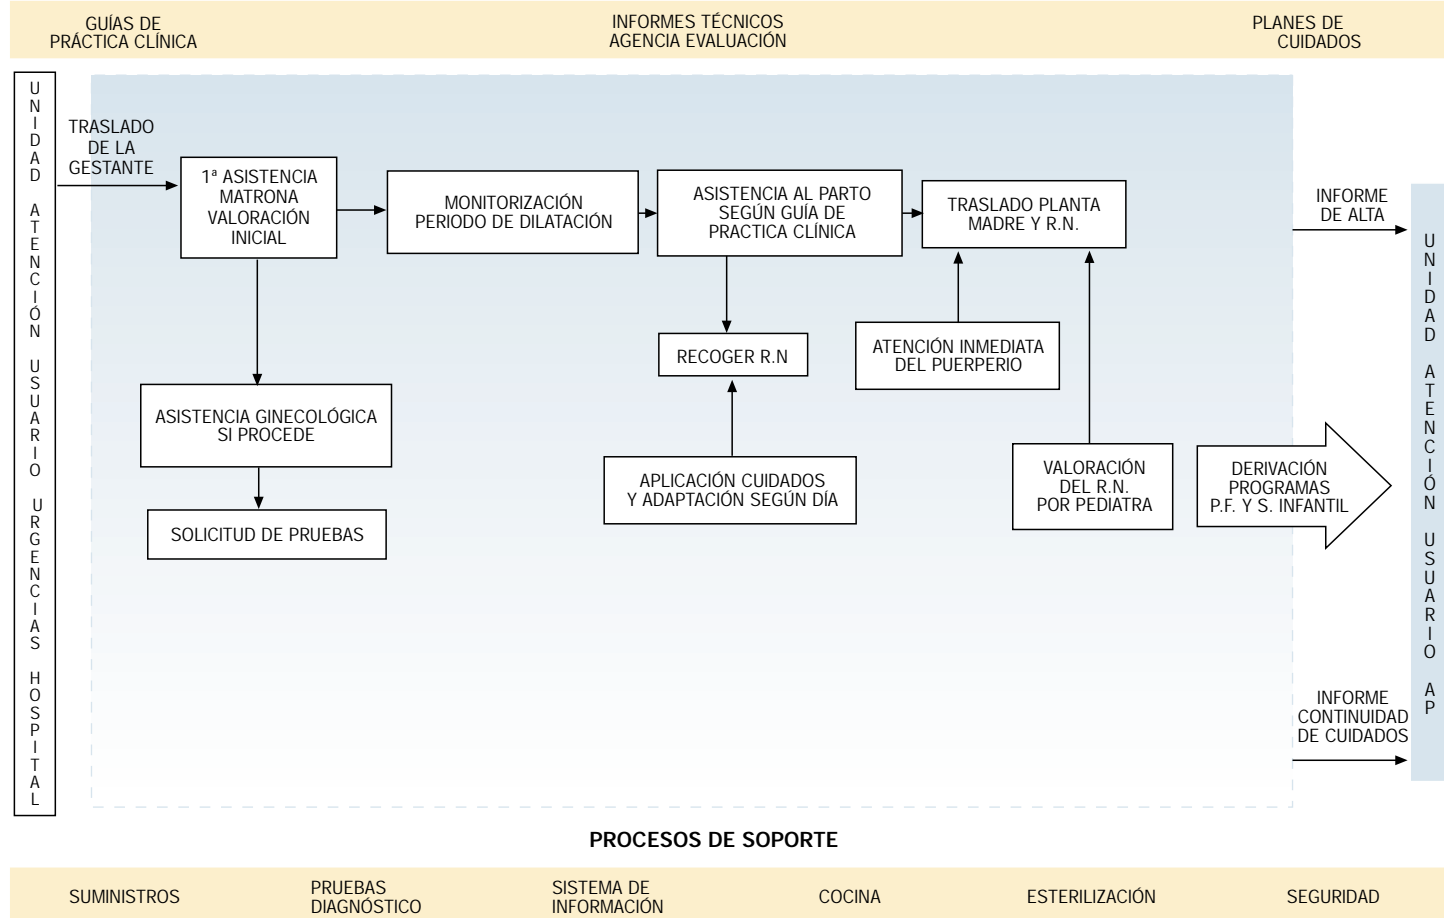 GUÍAS DE
PRÁCTICA CLÍNICA
INFORMES TÉCNICOS
AGENCIA EVALUACIÓN
PLANES DE
CUIDADOS
UNIDAD ATENCIÓN USUARIO URGENCIAS HOSPITAL
TRASLADO
DE LA
GESTANTE
1ª ASISTENCIA
MATRONA
VALORACIÓN
INICIAL
MONITORIZACIÓN
PERIODO DE DILATACIÓN
ASISTENCIA AL PARTO
SEGÚN GUÍA DE
PRACTICA CLÍNICA
TRASLADO PLANTA
MADRE Y R.N.
INFORME
DE ALTA
RECOGER R.N
ATENCIÓN INMEDIATA
DEL PUERPERIO
ASISTENCIA GINECOLÓGICA
SI PROCEDE
APLICACIÓN CUIDADOS
Y ADAPTACIÓN SEGÚN DÍA
VALORACIÓN
DEL R.N.
POR PEDIATRA
DERIVACIÓN
PROGRAMAS
P.F. Y S. INFANTIL
SOLICITUD DE PRUEBAS
INFORME
CONTINUIDAD
DE CUIDADOS
UNIDAD ATENCIÓN USUARIO AP
PROCESOS DE SOPORTE
SUMINISTROS
PRUEBAS
DIAGNÓSTICO
SISTEMA DE
INFORMACIÓN
COCINA
ESTERILIZACIÓN
SEGURIDAD